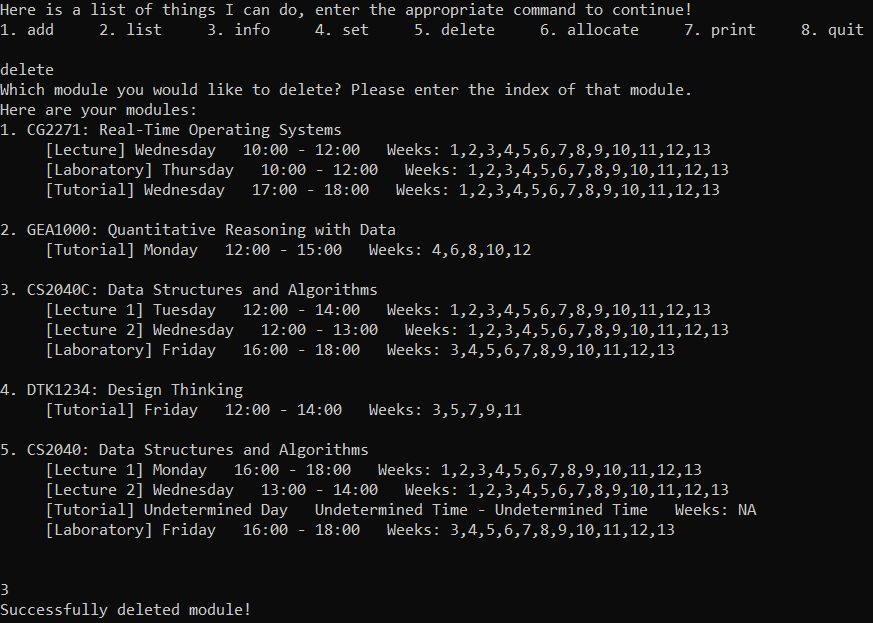 Here is a list of things I can do, enter the appropriate command to continue!
1. add     2. list     3. info     4. set     5. delete     6. allocate     7. print     8. quit
delete
Which module you would like to delete? Please enter the index of that module.
Here are your modules:
1. CG2271: Real-Time Operating Systems
     [Lecture] Wednesday   10:00 - 12:00   Weeks: 1,2,3,4,5,6,7,8,9,10,11,12,13
     [Laboratory] Thursday   10:00 - 12:00   Weeks: 1,2,3,4,5,6,7,8,9,10,11,12,13
     [Tutorial] Wednesday   17:00 - 18:00   Weeks: 1,2,3,4,5,6,7,8,9,10,11,12,13
2. GEA1000: Quantitative Reasoning with Data
     [Tutorial] Monday   12:00 - 15:00   Weeks: 4,6,8,10,12
3. CS2040C: Data Structures and Algorithms
     [Lecture 1] Tuesday   12:00 - 14:00   Weeks: 1,2,3,4,5,6,7,8,9,10,11,12,13
     [Lecture 2] Wednesday   12:00 - 13:00   Weeks: 1,2,3,4,5,6,7,8,9,10,11,12,13
     [Laboratory] Friday   16:00 - 18:00   Weeks: 3,4,5,6,7,8,9,10,11,12,13
4. DTK1234: Design Thinking
     [Tutorial] Friday   12:00 - 14:00   Weeks: 3,5,7,9,11
5. CS2040: Data Structures and Algorithms
     [Lecture 1] Monday   16:00 - 18:00   Weeks: 1,2,3,4,5,6,7,8,9,10,11,12,13
     [Lecture 2] Wednesday   13:00 - 14:00   Weeks: 1,2,3,4,5,6,7,8,9,10,11,12,13
     [Tutorial] Undetermined Day   Undetermined Time - Undetermined Time   Weeks: NA
     [Laboratory] Friday   16:00 - 18:00   Weeks: 3,4,5,6,7,8,9,10,11,12,13
3
Successfully deleted module!